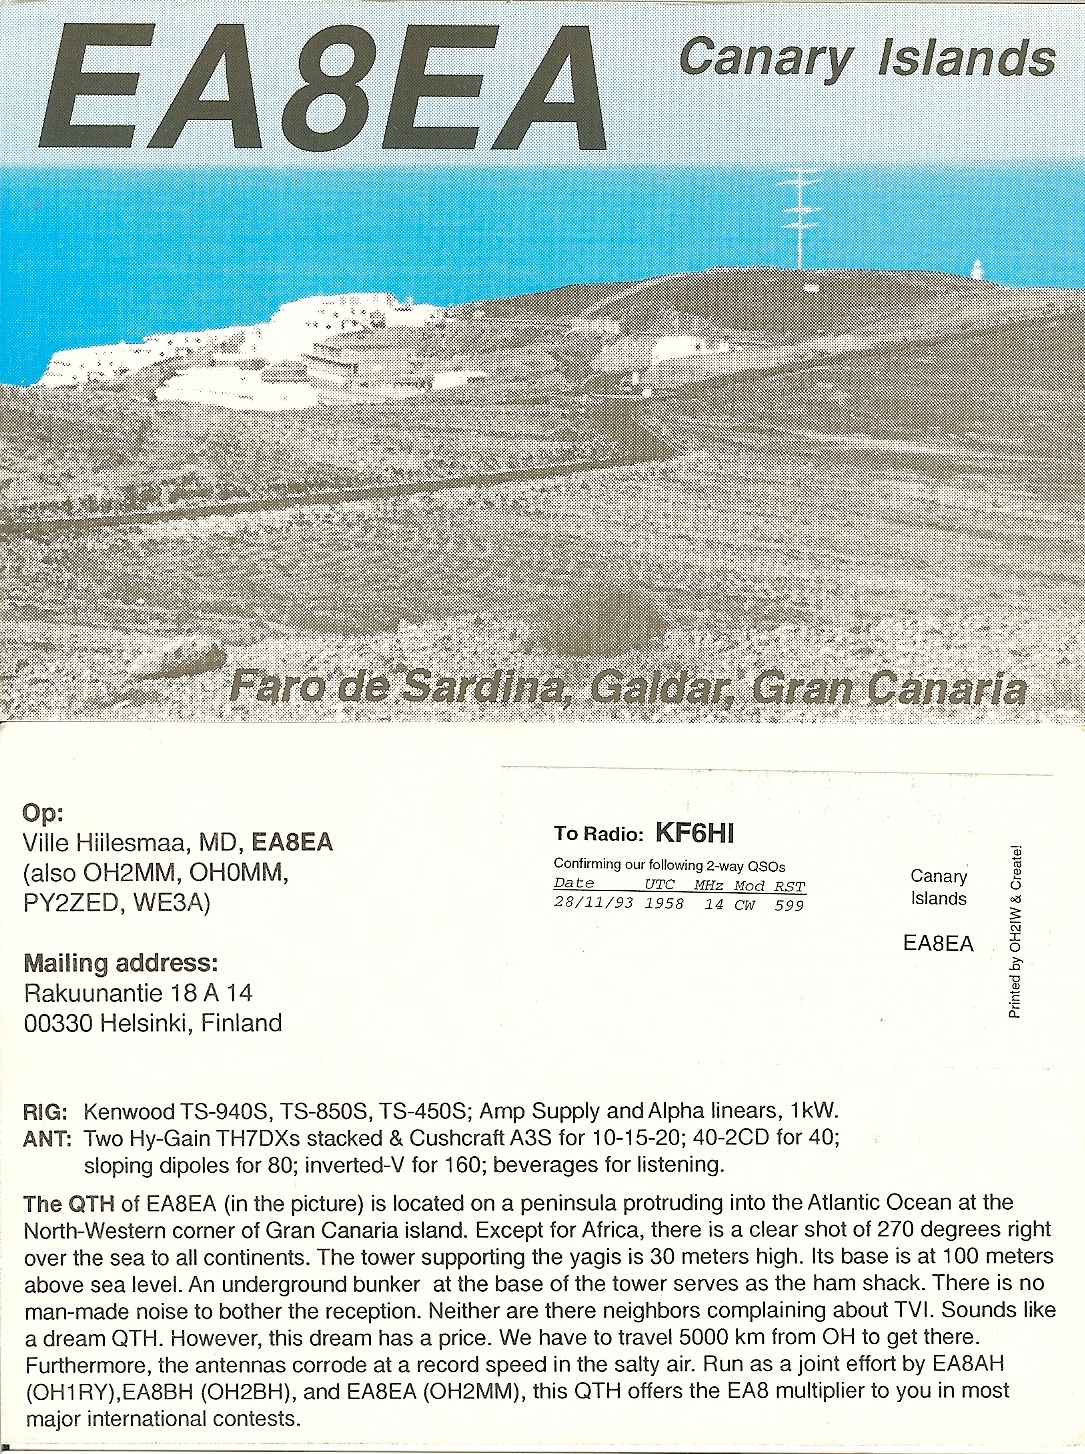 EA8EA
Canary Islands
Faro de Sardina, Galdar, Gran Canaria
Op:
Ville Hiilesmaa, MD, EA8EA
(also OH2MM, OH0MM,
PY2ZED, WE3A)
Mailing address:
Rakuunantie 18 A 14
00330 Helsinki, Finland
To Radio: KF6HI
Confirming our following 2-way QSOs
Date UTC MHz Mod RST
28/11/93 1958 14 CW 599
Canary
Islands
EA8EA
Printed by OH2IW & Create!
RIG: Kenwood TS-940S, TS-850S, TS-450S; Amp Supply and Alpha linears, 1kW.
ANT: Two Hy-Gain TH7DXs stacked & Cushcraft A3S for 10-15-20; 40-2CD for 40;
sloping dipoles for 80; inverted-V for 160; beverages for listening.
The QTH of EA8EA (in the picture) is located on a peninsula protruding into the Atlantic Ocean at the
North-Western corner of Gran Canaria island. Except for Africa, there is a clear shot of 270 degrees right
over the sea to all continents. The tower supporting the yagis is 30 meters high. Its base is at 100 meters
above sea level. An underground bunker at the base of the tower serves as the ham shack. There is no
man-made noise to bother the reception. Neither are there neighbors complaining about TVI. Sounds like
a dream QTH. However, this dream has a price. We have to travel 5000 km from OH to get there.
Furthermore, the antennas corrode at a record speed in the salty air. Run as a joint effort by EA8AH
(OH1RY),EA8BH (OH2BH), and EA8EA (OH2MM), this QTH offers the EA8 multiplier to you in most
major international contests.